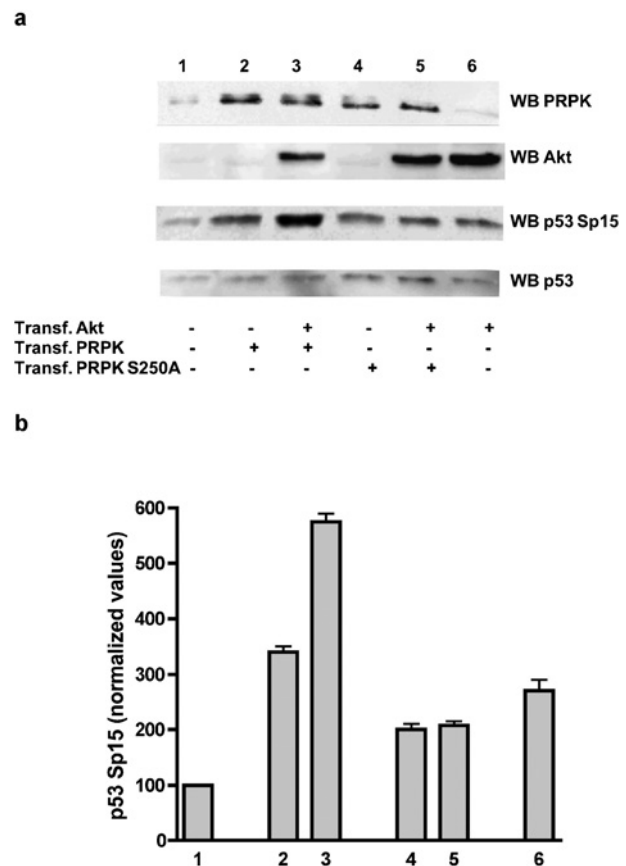 a
1 2 3 4 5 6
WB PRPK
WB Akt
WB p53 Sp15
WB p53
Transf. Akt - - + - + +
Transf. PRPK - + + - - -
Transf. PRPK S250A - - - + + -
b
p53 Sp15 (normalized values)
600
500
400
300
200
100
0
1 2 3 4 5 6